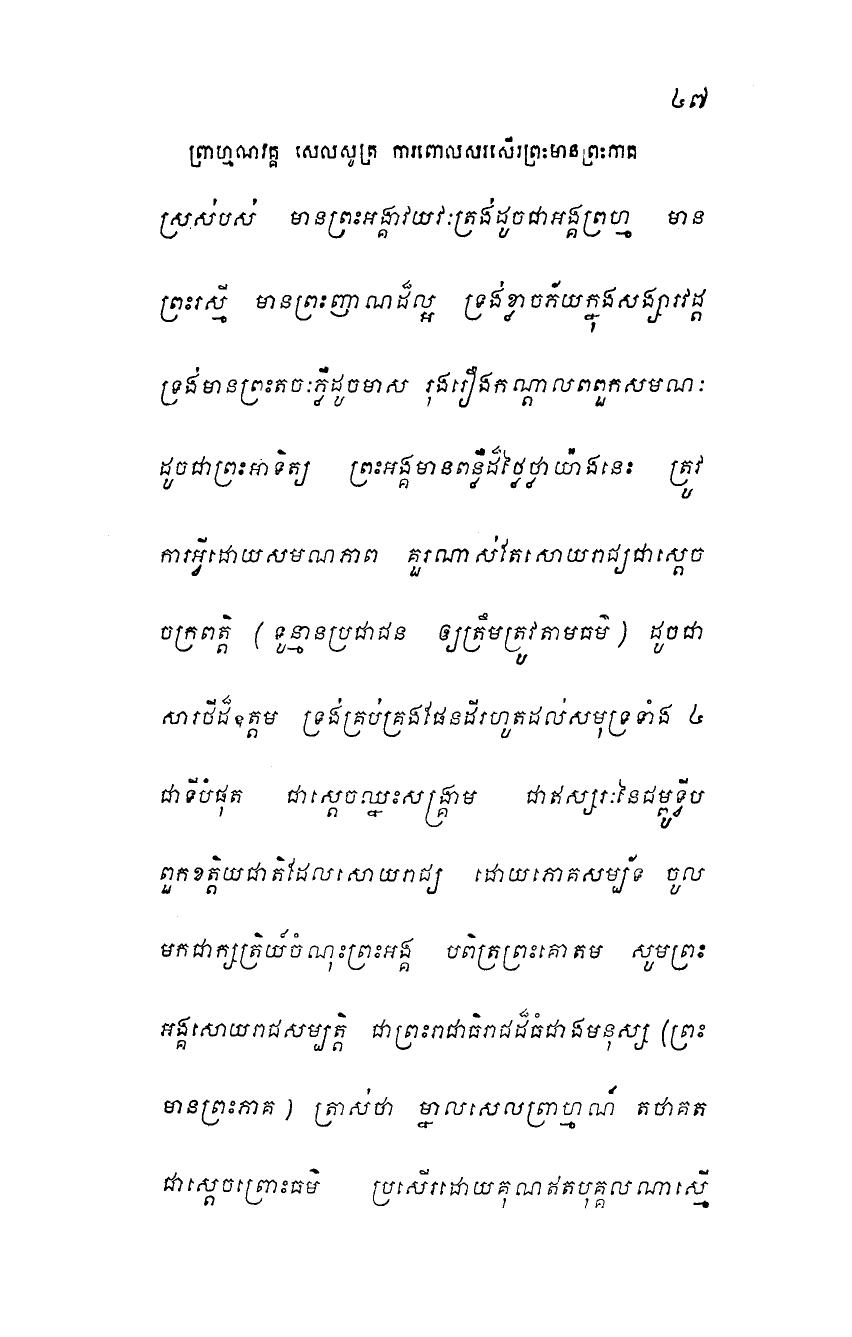 ៤៧
ព្រាហ្មណវគ្គ សេលសូត្រ ការពោលសរសើរព្រះមានព្រះភាគ
ស្រស់បស់ មានព្រះអង្គាវយវៈត្រង់ដូចជាអង្គព្រហ្ម មាន
ព្រះរស្មី មានព្រះញាណដ៏ល្អ ទ្រង់ខ្លាចភ័យក្នុងសង្សារវដ្ត
ទ្រង់មានព្រះតចៈភ្លឺដូចមាស រុងរឿងកណ្តាលពពួកសមណៈ
ដូចជាព្រះអាទិត្យ ព្រះអង្គមានពន្លឺដ៏ថ្លៃថ្លាយ៉ាងនេះ ត្រូវ
ការអ្វីដោយសមណភាព គួរណាស់តែសោយរាជ្យជាស្តេច
ចក្រពត្តិ (ទូន្មានប្រជាជន ឲ្យត្រឹមត្រូវតាមធម៌) ដូចជា
សារថីដ៏ឧត្តម ទ្រង់គ្រប់គ្រងផែនដីរហូតដល់សមុទ្រទាំង ៤
ជាទីបំផុត ជាស្តេចឈ្នះសង្គ្រាម ជាឥស្សរៈនៃជម្ពូទ្វីប
ពួកខត្តិយជាតិដែលសោយរាជ្យ ដោយភោគសម្ប័ទ ចូល
មកជាក្សត្រិយ៍ចំណុះព្រះអង្គ បពិត្រព្រះគោតម សូមព្រះ
អង្គសោយរាជសម្បត្តិ ជាព្រះរាជាធិរាជដ៏ធំជាងមនុស្ស (ព្រះ
មានព្រះភាគ) ត្រាស់ថា ម្នាលសេលព្រាហ្មណ៍ តថាគត
ជាស្តេចព្រោះធម៌ ប្រសើរដោយគុណឥតបុគ្គលណាស្មើ